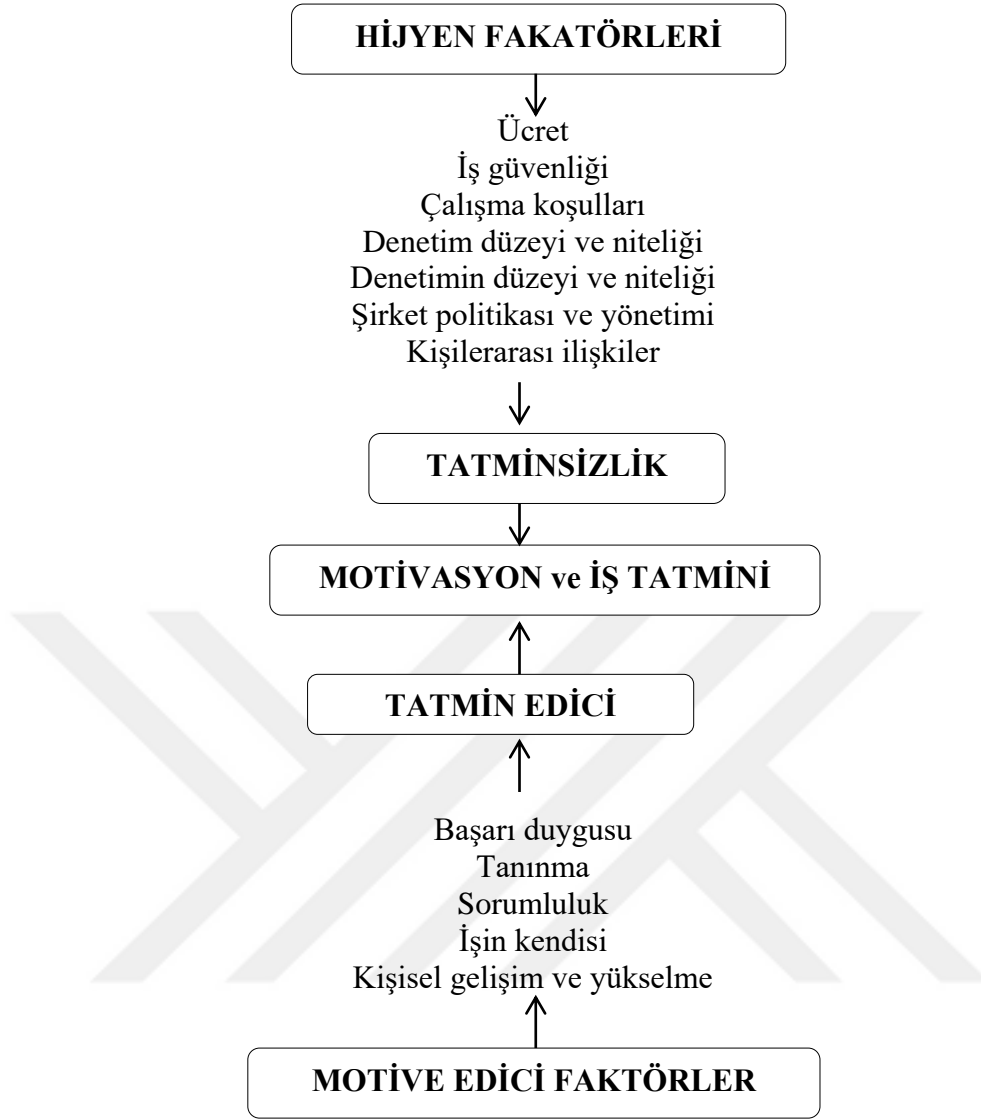 HİJYEN FAKATÖRLERİ
Ücret
İş güvenliği
Çalışma koşulları
Denetim düzeyi ve niteliği
Denetimin düzeyi ve niteliği
Şirket politikası ve yönetimi
Kişilerarası ilişkiler
TATMİNSİZLİK
MOTİVASYON ve İŞ TATMİNİ
TATMİN EDİCİ
Başarı duygusu
Tanınma
Sorumluluk
İşin kendisi
Kişisel gelişim ve yükselme
MOTİVE EDİCİ FAKTÖRLER